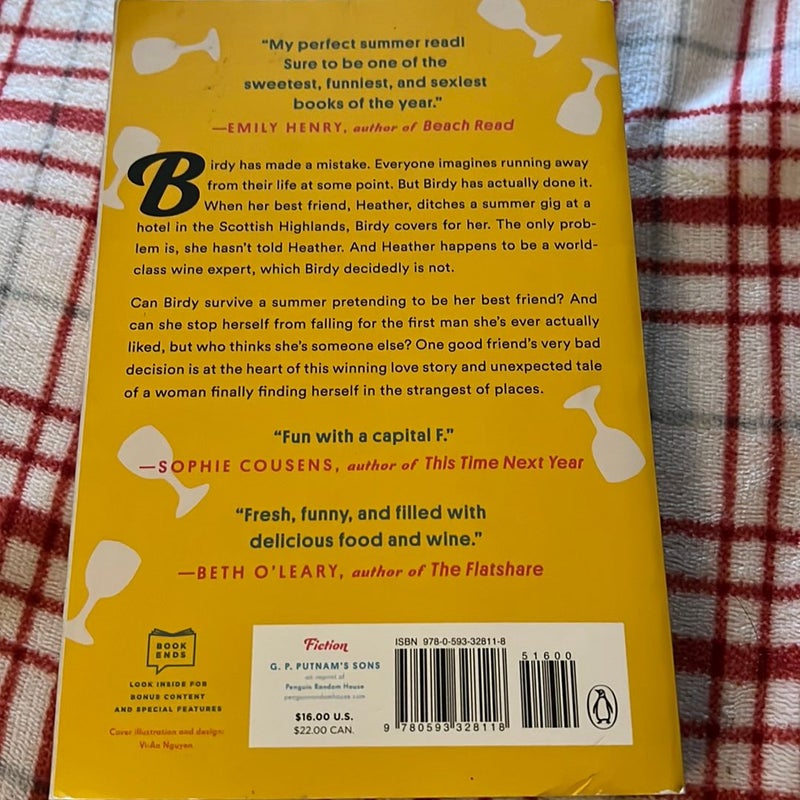 “My perfect summer read!
Sure to be one of the
sweetest, funniest, and sexiest
books of the year.”
—EMILY HENRY, author of Beach Read
Birdy has made a mistake. Everyone imagines running away
from their life at some point. But Birdy has actually done it.
When her best friend, Heather, ditches a summer gig at a
hotel in the Scottish Highlands, Birdy covers for her. The only prob-
lem is, she hasn’t told Heather. And Heather happens to be a world-
class wine expert, which Birdy decidedly is not.
Can Birdy survive a summer pretending to be her best friend? And
can she stop herself from falling for the first man she’s ever actually
liked, but who thinks she’s someone else? One good friend’s very bad
decision is at the heart of this winning love story and unexpected tale
of a woman finally finding herself in the strangest of places.
“Fun with a capital F.”
—SOPHIE COUSENS, author of This Time Next Year
“Fresh, funny, and filled with
delicious food and wine.”
—BETH O’LEARY, author of The Flatshare
BOOK
ENDS
LOOK INSIDE FOR
BONUS CONTENT
AND SPECIAL FEATURES
Cover illustration and design:
Vi-An Nguyen
Fiction
G. P. PUTNAM’S SONS
an imprint of
Penguin Random House
penguinrandomhouse.com
$16.00 U.S.
$22.00 CAN.
ISBN 978-0-593-32811-8
51600
9 780593 328118